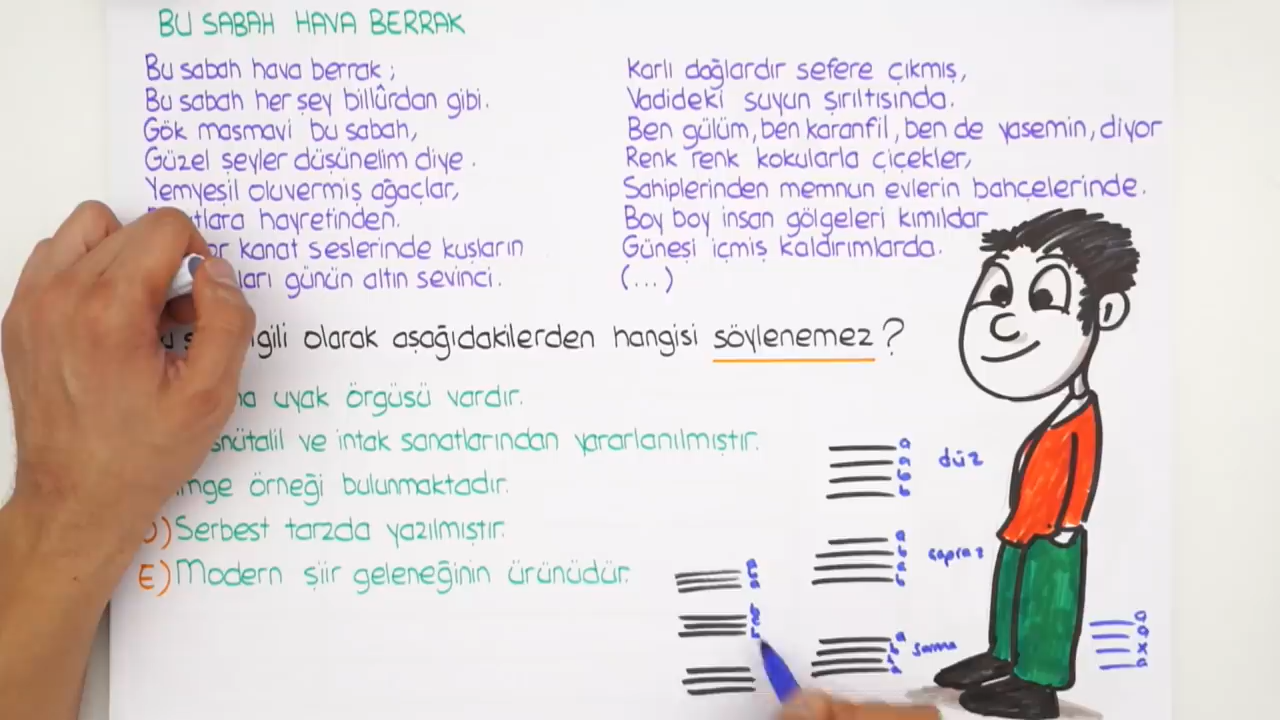 BU SABAH HAVA BERRAK
Bu sabah hava berrak;
Bu sabah her şey billûrdan gibi.
Gök masmavi bu sabah,
Güzel şeyler düşünelim diye.
Yemyeşil oluvermiş ağaçlar,
hayretinden.
kanat seslerinde kuşların
günün altın sevinci.
Karlı dağlardır sefere çıkmış,
Vadideki suyun şırıltısında.
Ben gülüm, ben karanfil, ben de yasemin, diyor
Renk renk kokularla çiçekler,
Sahiplerinden memnun evlerin bahçelerinde.
Boy boy insan gölgeleri kımıldar
Güneşi içmiş kaldırımlarda.
(...)
olarak aşağıdakilerden hangisi söylenemez?
uyak örgüsü vardır.
ve intak sanatlarından yararlanılmıştır.
örneği bulunmaktadır.
D) Serbest tarzda yazılmıştır.
E) Modern şiir geleneğinin ürünüdür.
a
a düz
b
b
a
b çapraz
a
b
a
b sarma
b
a
a
a
x
a